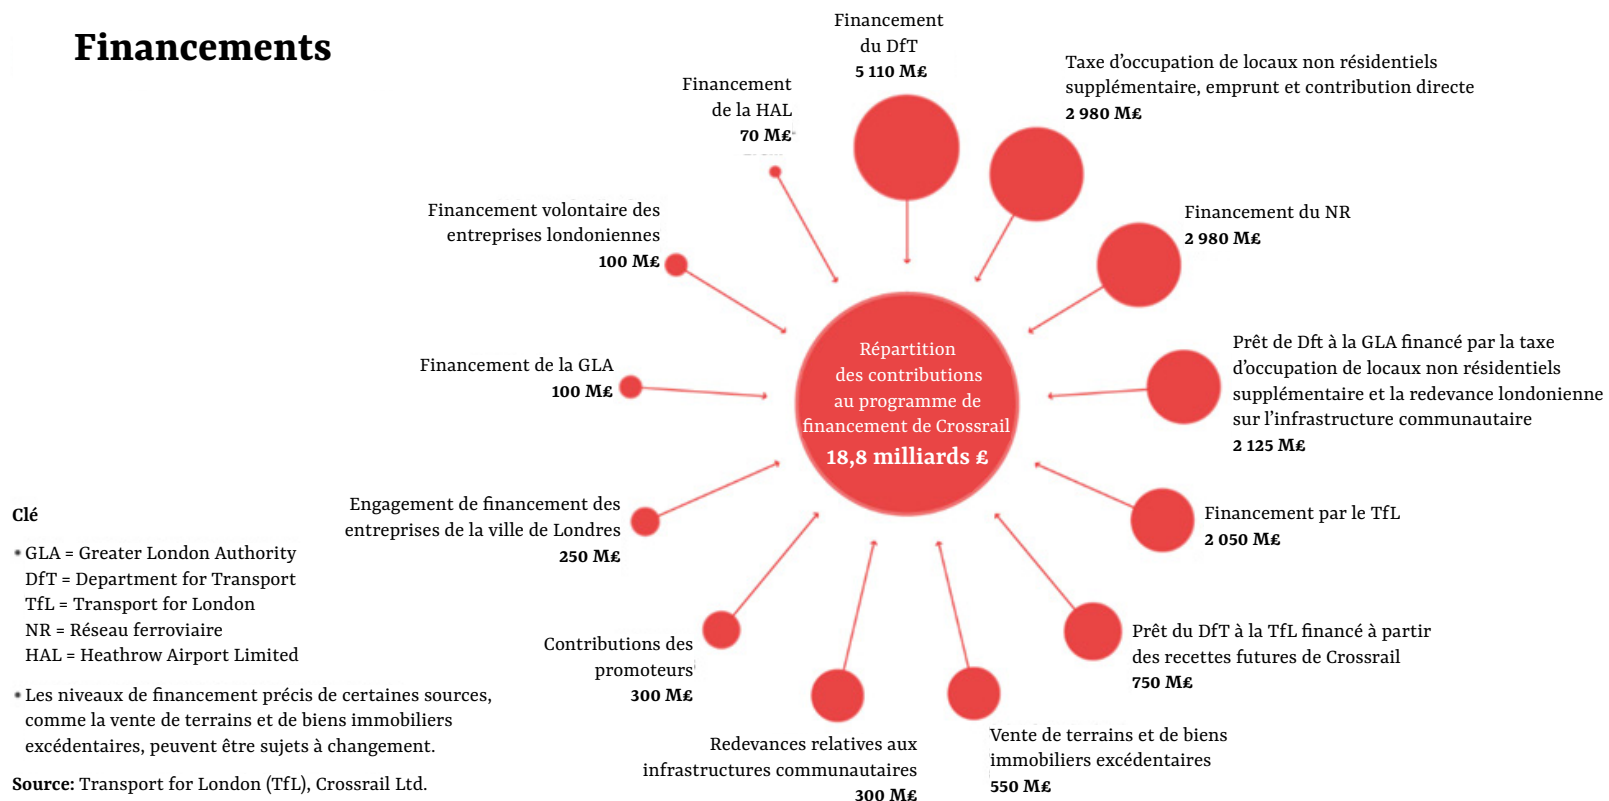 Financements
Financement
du DfT
5 110 M£
Taxe d’occupation de locaux non résidentiels
supplémentaire, emprunt et contribution directe
2 980 M£
Financement du NR
2 980 M£
Prêt de Dft à la GLA financé par la taxe
d’occupation de locaux non résidentiels
supplémentaire et la redevance londonienne
sur l’infrastructure communautaire
2 125 M£
Financement par le TfL
2 050 M£
Prêt du DfT à la TfL financé à partir
des recettes futures de Crossrail
750 M£
Vente de terrains et de biens
immobiliers excédentaires
550 M£
Redevances relatives aux
infrastructures communautaires
300 M£
Contributions des
promoteurs
300 M£
Engagement de financement des
entreprises de la ville de Londres
250 M£
Financement de la GLA
100 M£
Financement volontaire des
entreprises londoniennes
100 M£
Financement
de la HAL
70 M£
Répartition
des contributions
au programme de
financement de Crossrail
18,8 milliards £
Clé
• GLA = Greater London Authority
DfT = Department for Transport
TfL = Transport for London
NR = Réseau ferroviaire
HAL = Heathrow Airport Limited
• Les niveaux de financement précis de certaines sources,
comme la vente de terrains et de biens immobiliers
excédentaires, peuvent être sujets à changement.
Source: Transport for London (TfL), Crossrail Ltd.